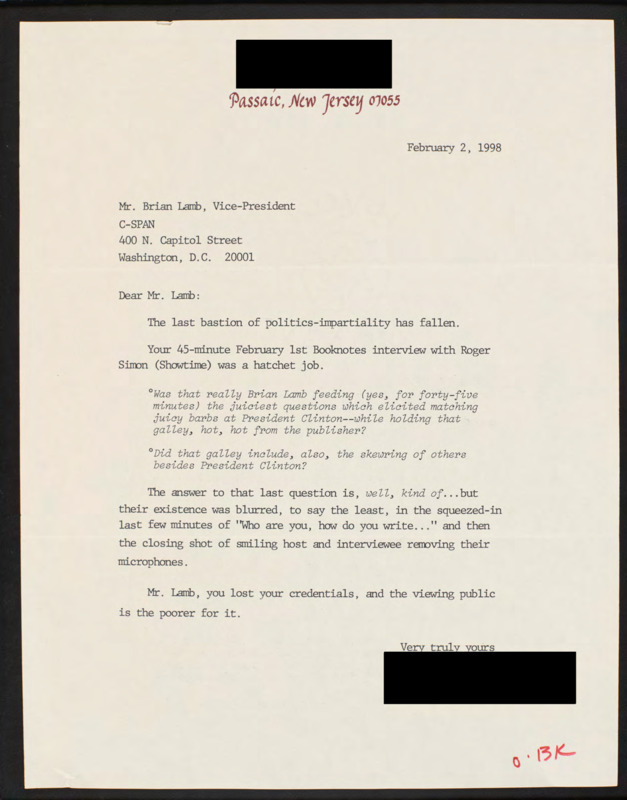 Passaic, New Jersey 07055
February 2, 1998
Mr. Brian Lamb, Vice-President
C-SPAN
400 N. Capitol Street
Washington, D.C. 20001
Dear Mr. Lamb:
The last bastion of politics-impartiality has fallen.
Your 45-minute February 1st Booknotes interview with Roger
Simon (Showtime) was a hatchet job.
°Was that really Brian Lamb feeding (yes, for forty-five
minutes) the juiciest questions which elicited matching
juicy barbs at President Clinton--while holding that
galley, hot, hot from the publisher?
°Did that galley include, also, the skewring of others
besides President Clinton?
The answer to that last question is, well, kind of...but
their existence was blurred, to say the least, in the squeezed-in
last few minutes of "Who are you, how do you write..." and then
the closing shot of smiling host and interviewee removing their
microphones.
Mr. Lamb, you lost your credentials, and the viewing public
is the poorer for it.
Very truly yours
O · BK